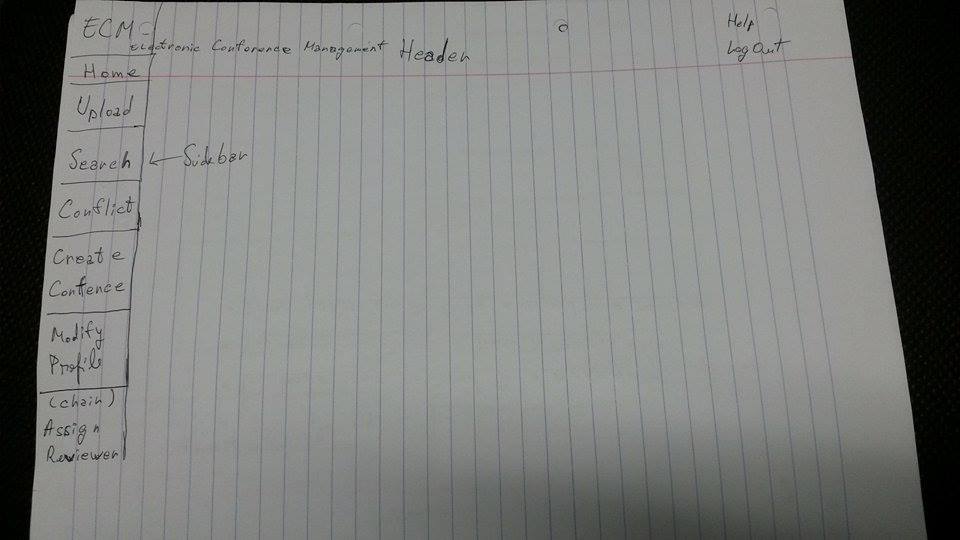 ECM -
Electronic Conference Management Header
Help
Log Out
Home
Upload
Search
← Sidebar
Conflict
Create
Confence
Modify
Profile
(chair)
Assign
Reviewer